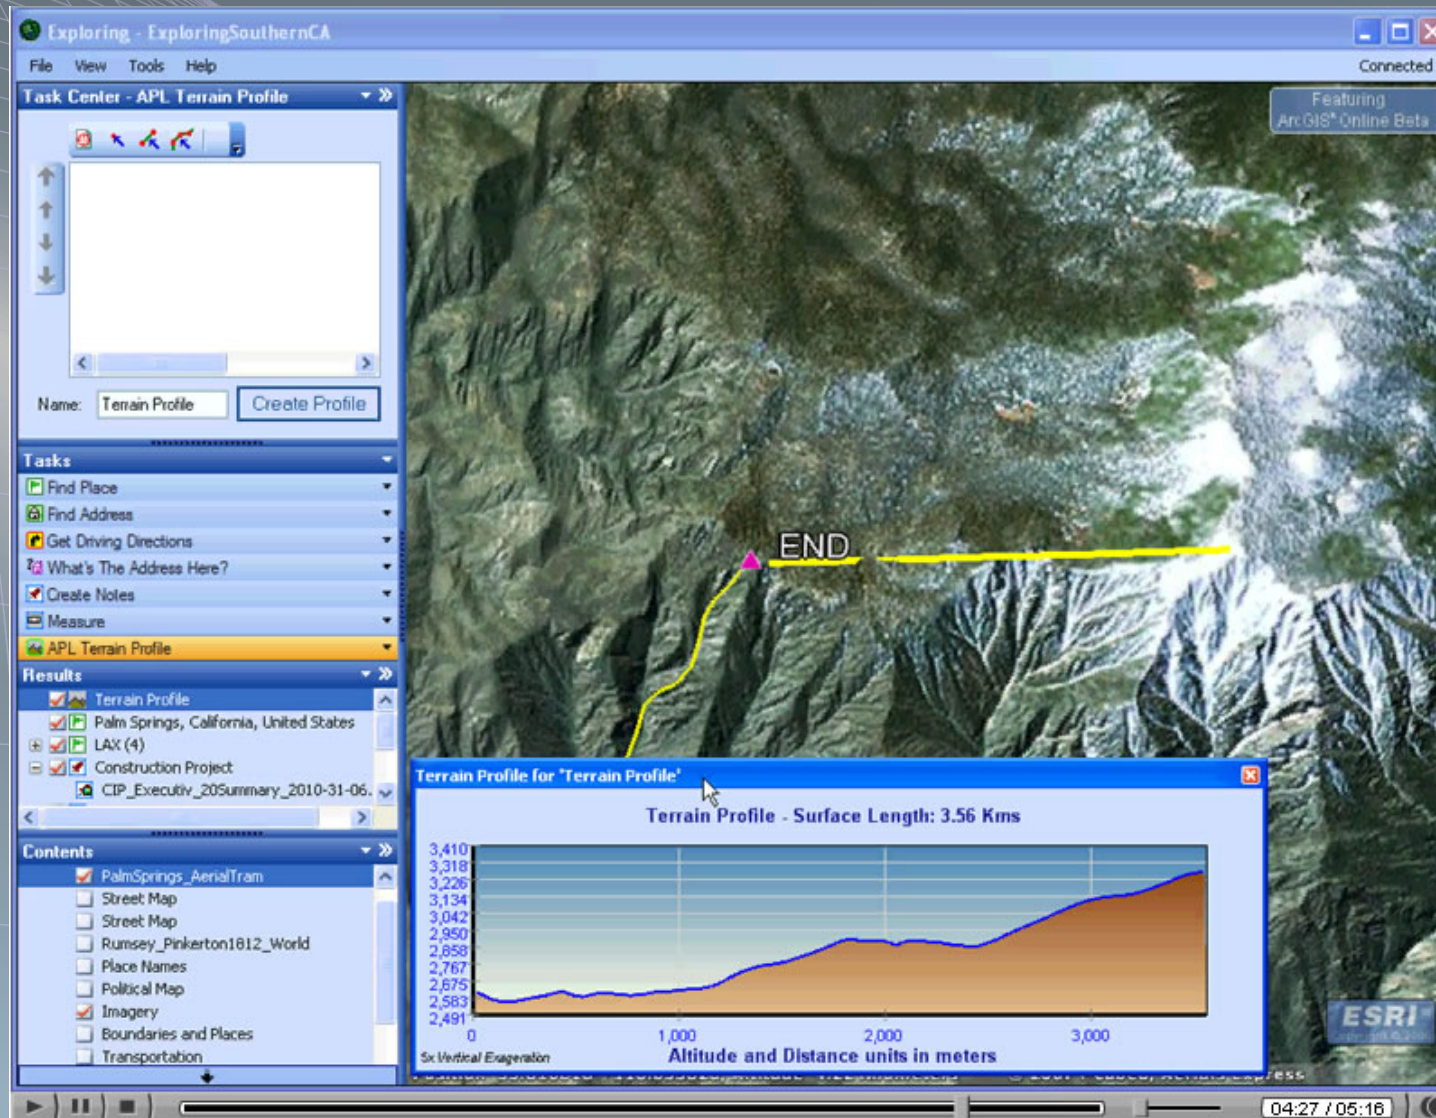 Exploring - ExploringSouthernCA
File View Tools Help
Connected
Task Center - APL Terrain Profile
Featuring
ArcGIS® Online Beta
Name: Terrain Profile Create Profile
Tasks
Find Place
Find Address
Get Driving Directions
What's The Address Here?
Create Notes
Measure
APL Terrain Profile
Results
Terrain Profile
Palm Springs, California, United States
LAX (4)
Construction Project
CIP_Executiv_20Summary_2010-31-06.
Contents
PalmSprings_AerialTram
Street Map
Street Map
Rumsey_Pinkerton1812_World
Place Names
Political Map
Imagery
Boundaries and Places
Transportation
END
Terrain Profile for 'Terrain Profile'
Terrain Profile - Surface Length: 3.56 Kms
3,410
3,318
3,226
3,134
3,042
2,950
2,858
2,767
2,675
2,583
2,491
0 1,000 2,000 3,000
5x Vertical Exageration
Altitude and Distance units in meters
ESRI
04:27 / 05:16